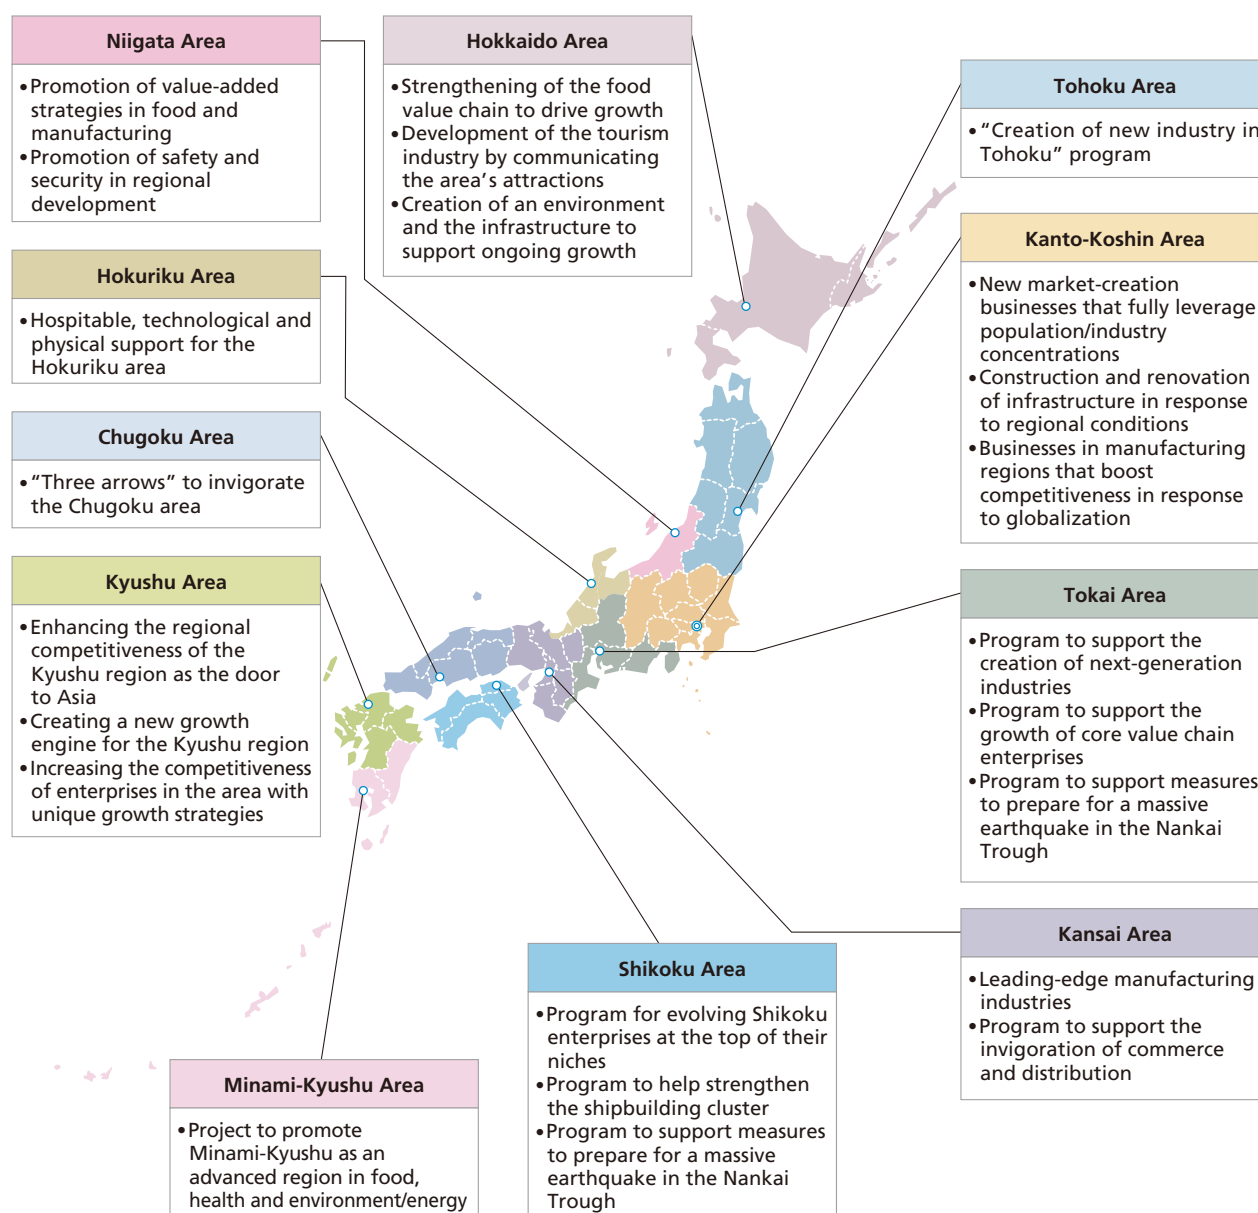 Niigata Area
•Promotion of value-added
strategies in food and
manufacturing
•Promotion of safety and
security in regional
development
Hokkaido Area
•Strengthening of the food
value chain to drive growth
•Development of the tourism
industry by communicating
the area's attractions
•Creation of an environment
and the infrastructure to
support ongoing growth
Tohoku Area
• “Creation of new industry in
Tohoku” program
Hokuriku Area
•Hospitable, technological and
physical support for the
Hokuriku area
Kanto-Koshin Area
•New market-creation
businesses that fully leverage
population/industry
concentrations
•Construction and renovation
of infrastructure in response
to regional conditions
•Businesses in manufacturing
regions that boost
competitiveness in response
to globalization
Chugoku Area
• “Three arrows” to invigorate
the Chugoku area
Kyushu Area
•Enhancing the regional
competitiveness of the
Kyushu region as the door
to Asia
•Creating a new growth
engine for the Kyushu region
•Increasing the competitiveness
of enterprises in the area with
unique growth strategies
Tokai Area
•Program to support the
creation of next-generation
industries
•Program to support the
growth of core value chain
enterprises
•Program to support measures
to prepare for a massive
earthquake in the Nankai
Trough
Kansai Area
•Leading-edge manufacturing
industries
•Program to support the
invigoration of commerce
and distribution
Shikoku Area
•Program for evolving Shikoku
enterprises at the top of their
niches
•Program to help strengthen
the shipbuilding cluster
•Program to support measures
to prepare for a massive
earthquake in the Nankai
Trough
Minami-Kyushu Area
•Project to promote
Minami-Kyushu as an
advanced region in food,
health and environment/energy